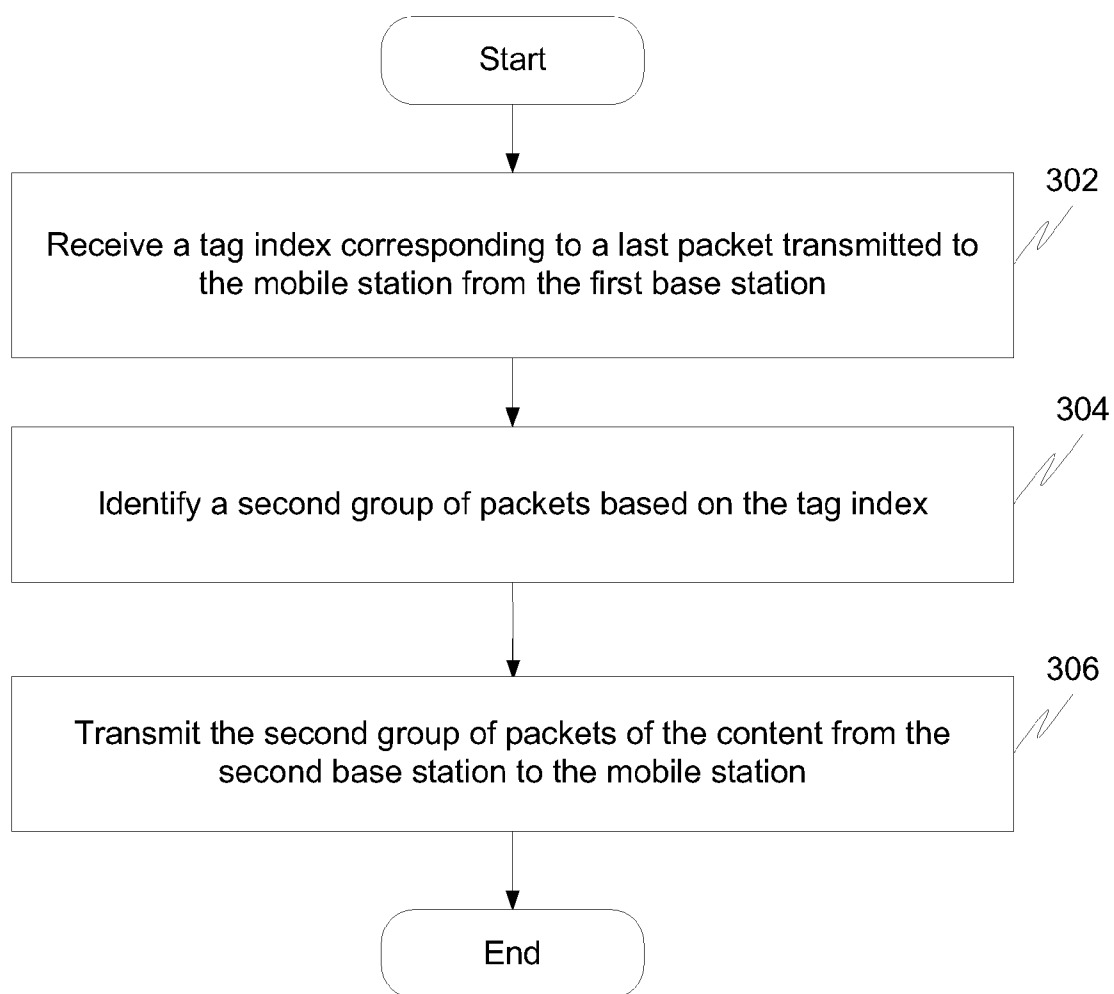 Start
302
Receive a tag index corresponding to a last packet transmitted to
the mobile station from the first base station
304
Identify a second group of packets based on the tag index
306
Transmit the second group of packets of the content from the
second base station to the mobile station
End